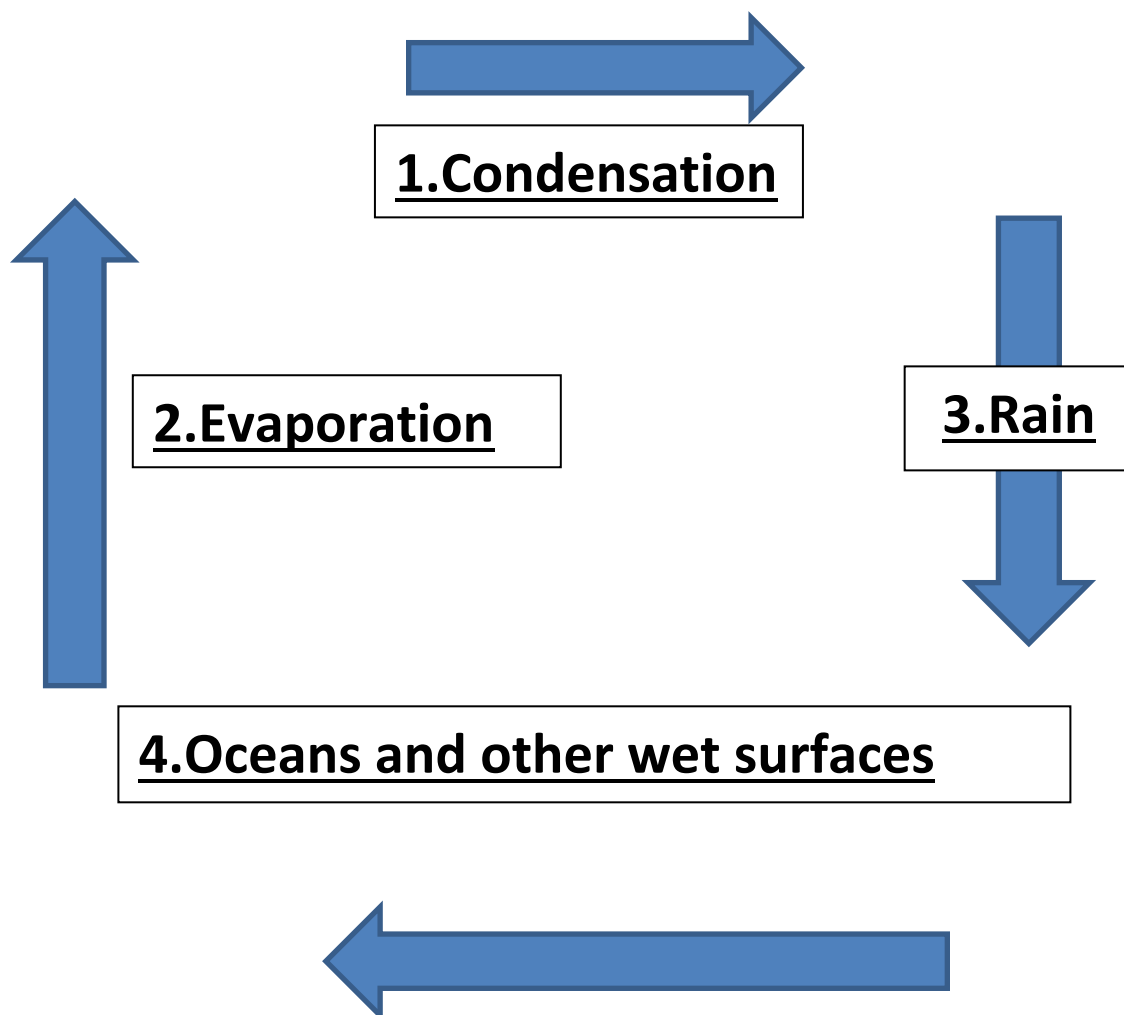 1.Condensation
2.Evaporation
3.Rain
4.Oceans and other wet surfaces